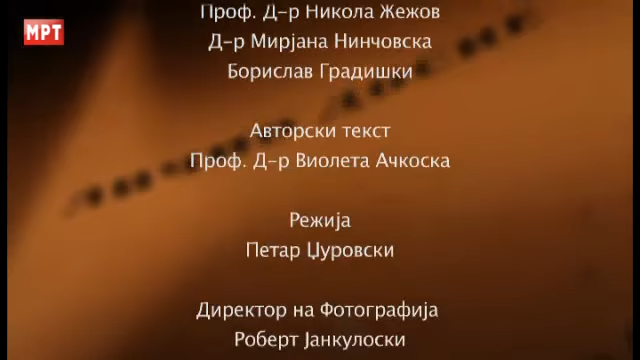 МРТ
Проф. Д-р Никола Жежов
Д-р Мирјана Нинчовска
Борислав Градишки
Авторски текст
Проф. Д-р Виолета Ачкоска
Режија
Петар Џуровски
Директор на Фотографија
Роберт Јанкулоски